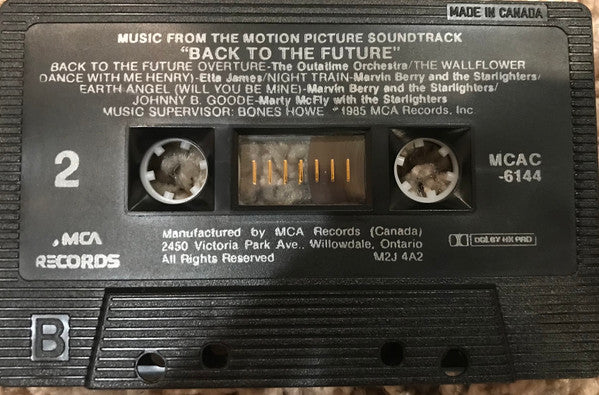 MADE IN CANADA
MUSIC FROM THE MOTION PICTURE SOUNDTRACK
"BACK TO THE FUTURE"
BACK TO THE FUTURE OVERTURE-The Outatime Orchestra/THE WALLFLOWER
DANCE WITH ME HENRY)-Etta James/NIGHT TRAIN-Marvin Berry and the Starlighters/
EARTH ANGEL (WILL YOU BE MINE)-Marvin Berry and the Starlighters/
JOHNNY B. GOODE-Marty McFly with the Starlighters
MUSIC SUPERVISOR: BONES HOWE ℗1985 MCA Records, Inc.
2
MCAC
-6144
MCA
RECORDS
Manufactured by MCA Records (Canada)
2450 Victoria Park Ave., Willowdale, Ontario
All Rights Reserved M2J 4A2
DOLBY HX PRO
B